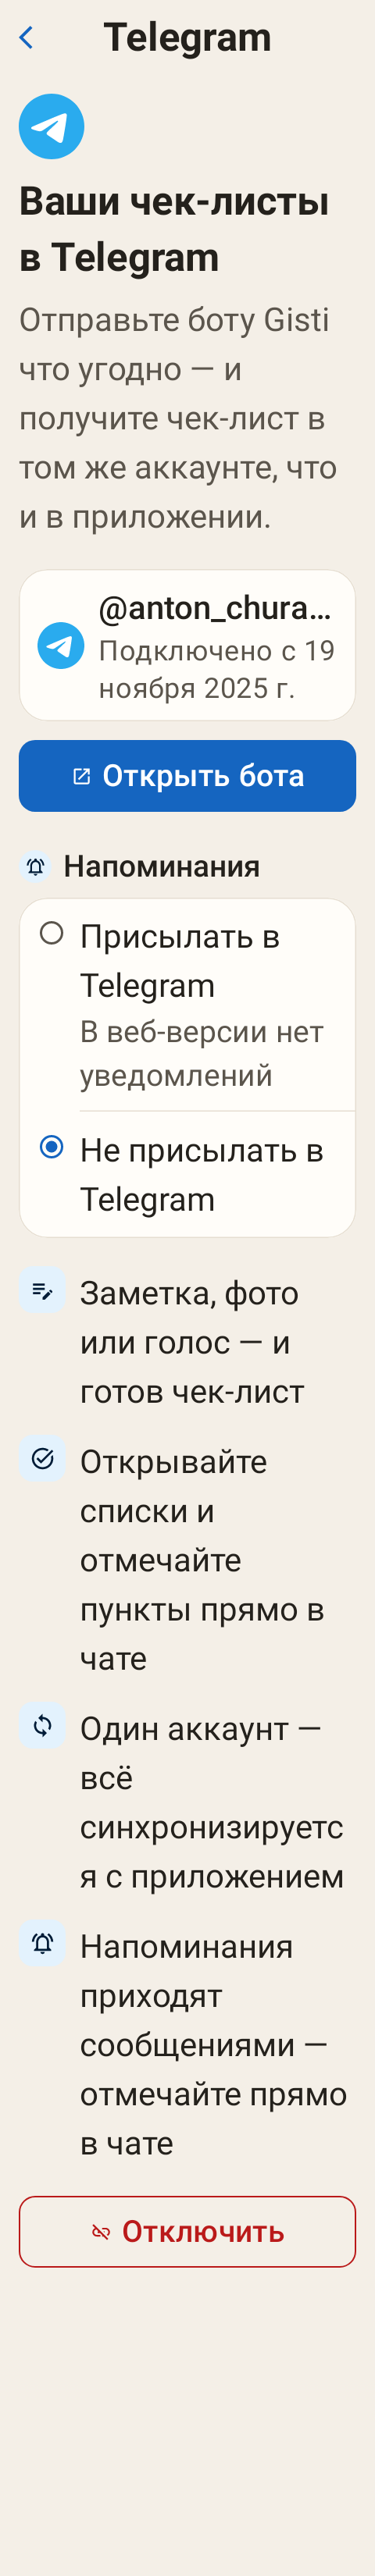 Telegram
Ваши чек-листы
в Telegram
Отправьте боту Gisti
что угодно — и
получите чек-лист в
том же аккаунте, что
и в приложении.
@anton_chura…
Подключено с 19
ноября 2025 г.
Открыть бота
Напоминания
Присылать в
Telegram
В веб-версии нет
уведомлений
Не присылать в
Telegram
Заметка, фото
или голос — и
готов чек-лист
Открывайте
списки и
отмечайте
пункты прямо в
чате
Один аккаунт —
всё
синхронизируетс
я с приложением
Напоминания
приходят
сообщениями —
отмечайте прямо
в чате
Отключить